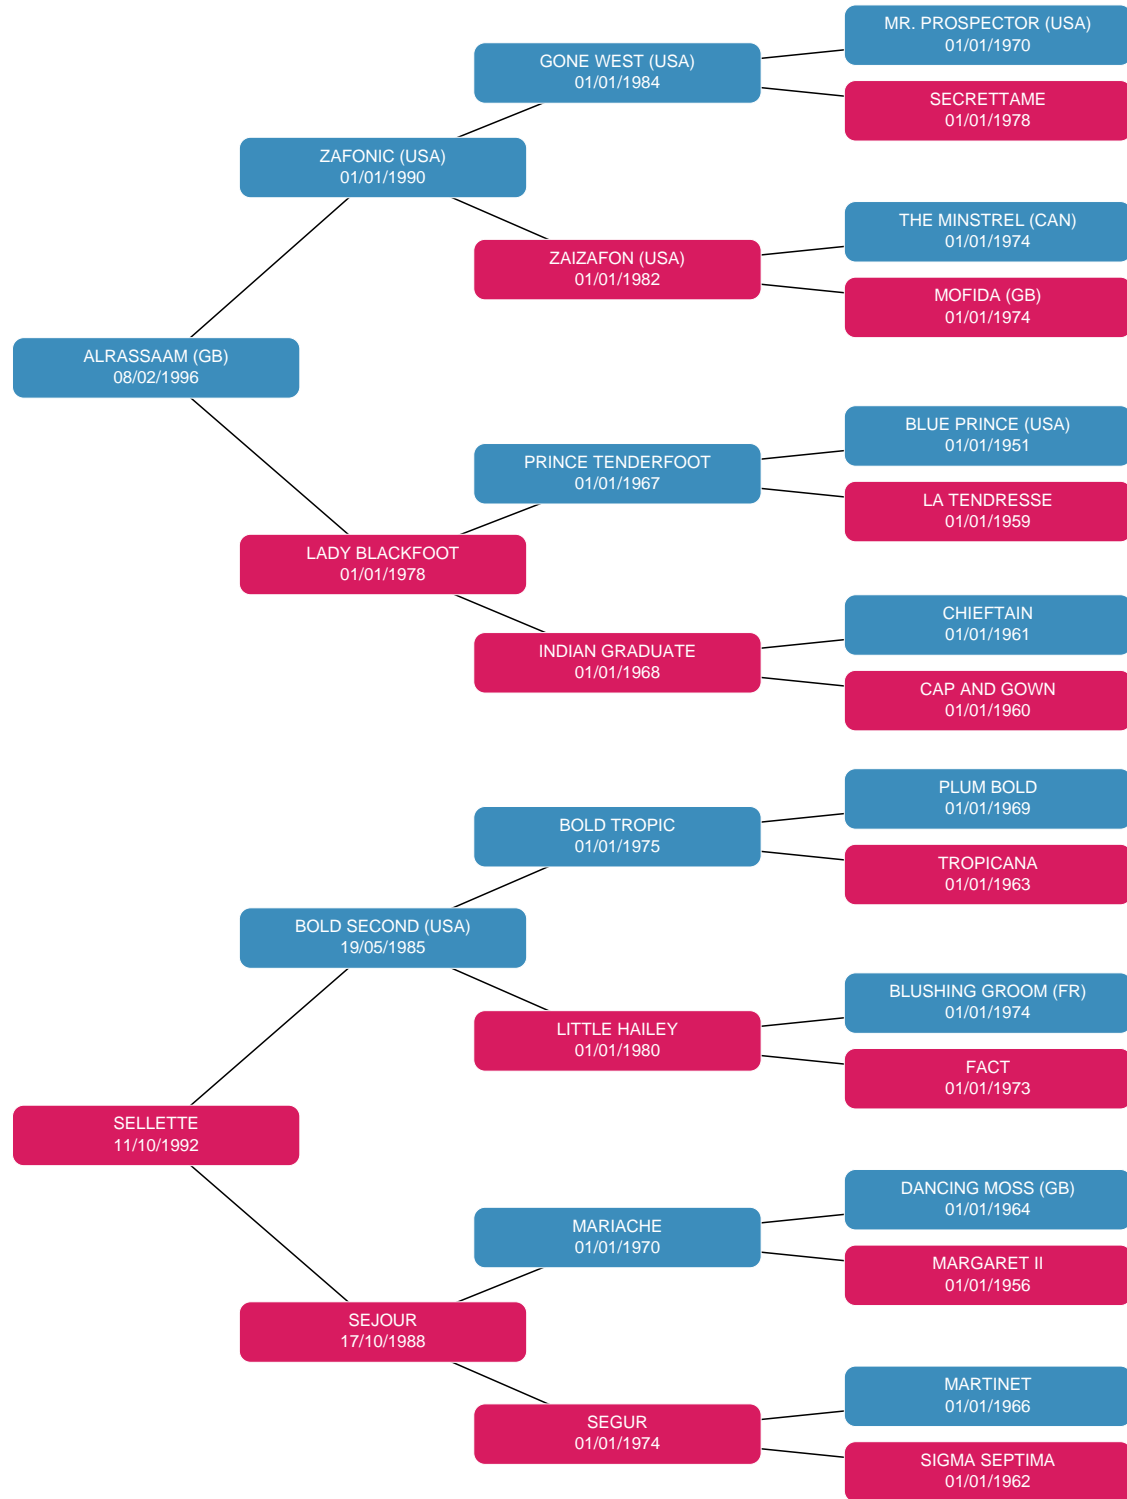 MR. PROSPECTOR (USA)
01/01/1970
GONE WEST (USA)
01/01/1984
SECRETTAME
01/01/1978
ZAFONIC (USA)
01/01/1990
THE MINSTREL (CAN)
01/01/1974
ZAIZAFON (USA)
01/01/1982
MOFIDA (GB)
01/01/1974
ALRASSAAM (GB)
08/02/1996
BLUE PRINCE (USA)
01/01/1951
PRINCE TENDERFOOT
01/01/1967
LA TENDRESSE
01/01/1959
LADY BLACKFOOT
01/01/1978
CHIEFTAIN
01/01/1961
INDIAN GRADUATE
01/01/1968
CAP AND GOWN
01/01/1960
PLUM BOLD
01/01/1969
BOLD TROPIC
01/01/1975
TROPICANA
01/01/1963
BOLD SECOND (USA)
19/05/1985
BLUSHING GROOM (FR)
01/01/1974
LITTLE HAILEY
01/01/1980
FACT
01/01/1973
SELLETTE
11/10/1992
DANCING MOSS (GB)
01/01/1964
MARIACHE
01/01/1970
MARGARET II
01/01/1956
SEJOUR
17/10/1988
MARTINET
01/01/1966
SEGUR
01/01/1974
SIGMA SEPTIMA
01/01/1962